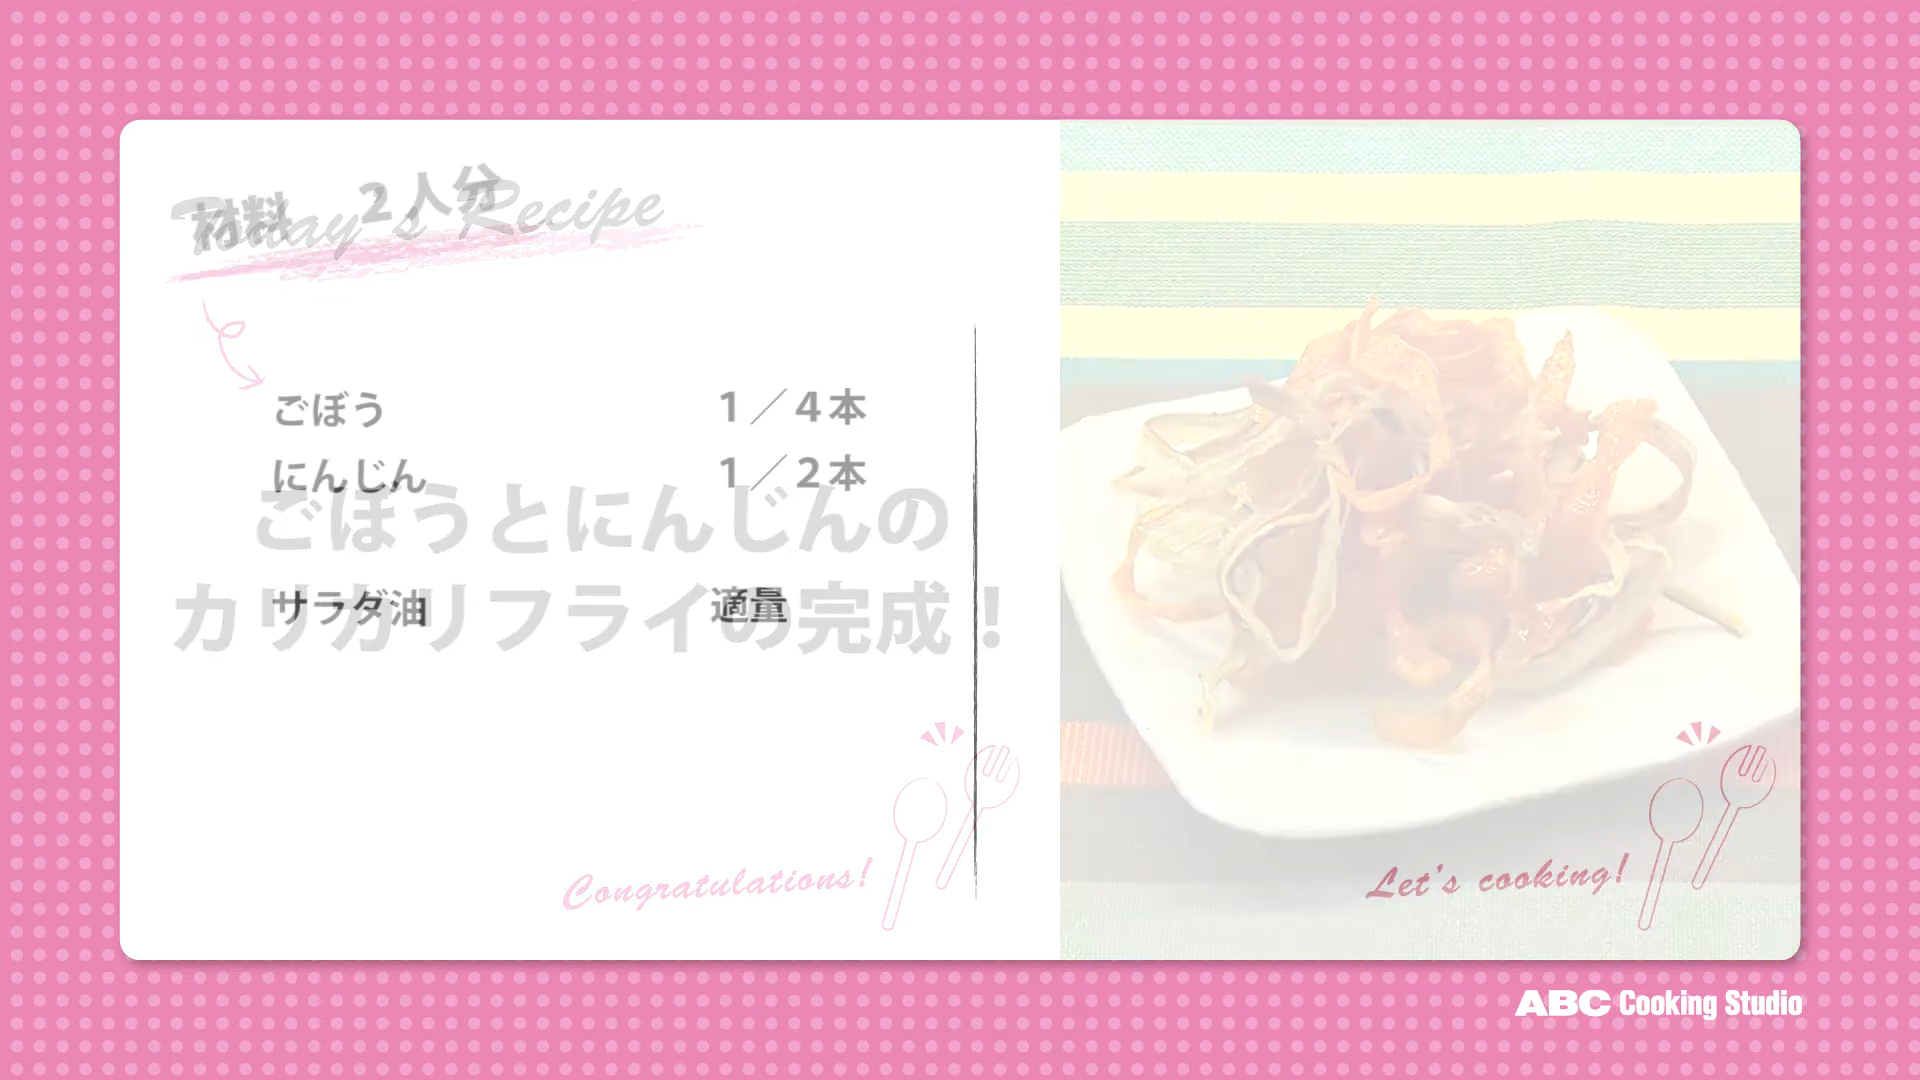 Today's Recipe
材料 2人分
ごぼう 1／4本
にんじん 1／2本
ごぼうとにんじんの
カリカリフライの完成！
サラダ油 適量
Congratulations!
Let's cooking!
ABC Cooking Studio